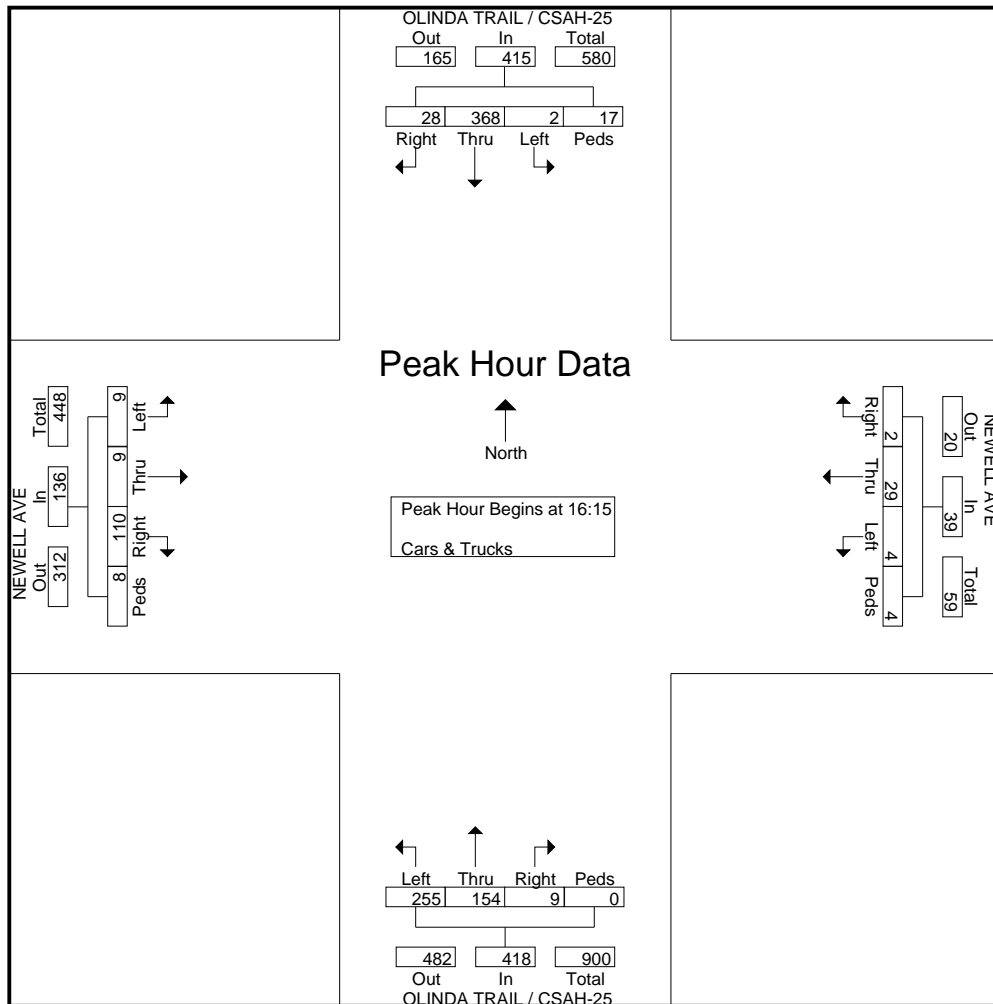 OLINDA TRAIL / CSAH-25
Out In Total
165 415 580
28 368 2 17
Right Thru Left Peds
Peak Hour Data
North
Peak Hour Begins at 16:15
Cars & Trucks
NEWELL AVE
Out In Total
312 136 448
9 9 110 8
Left Thru Right Peds
NEWELL AVE
Out In Total
20 39 59
2 29 4 4
Right Thru Left Peds
Left Thru Right Peds
255 154 9 0
482 418 900
Out In Total
OLINDA TRAIL / CSAH-25